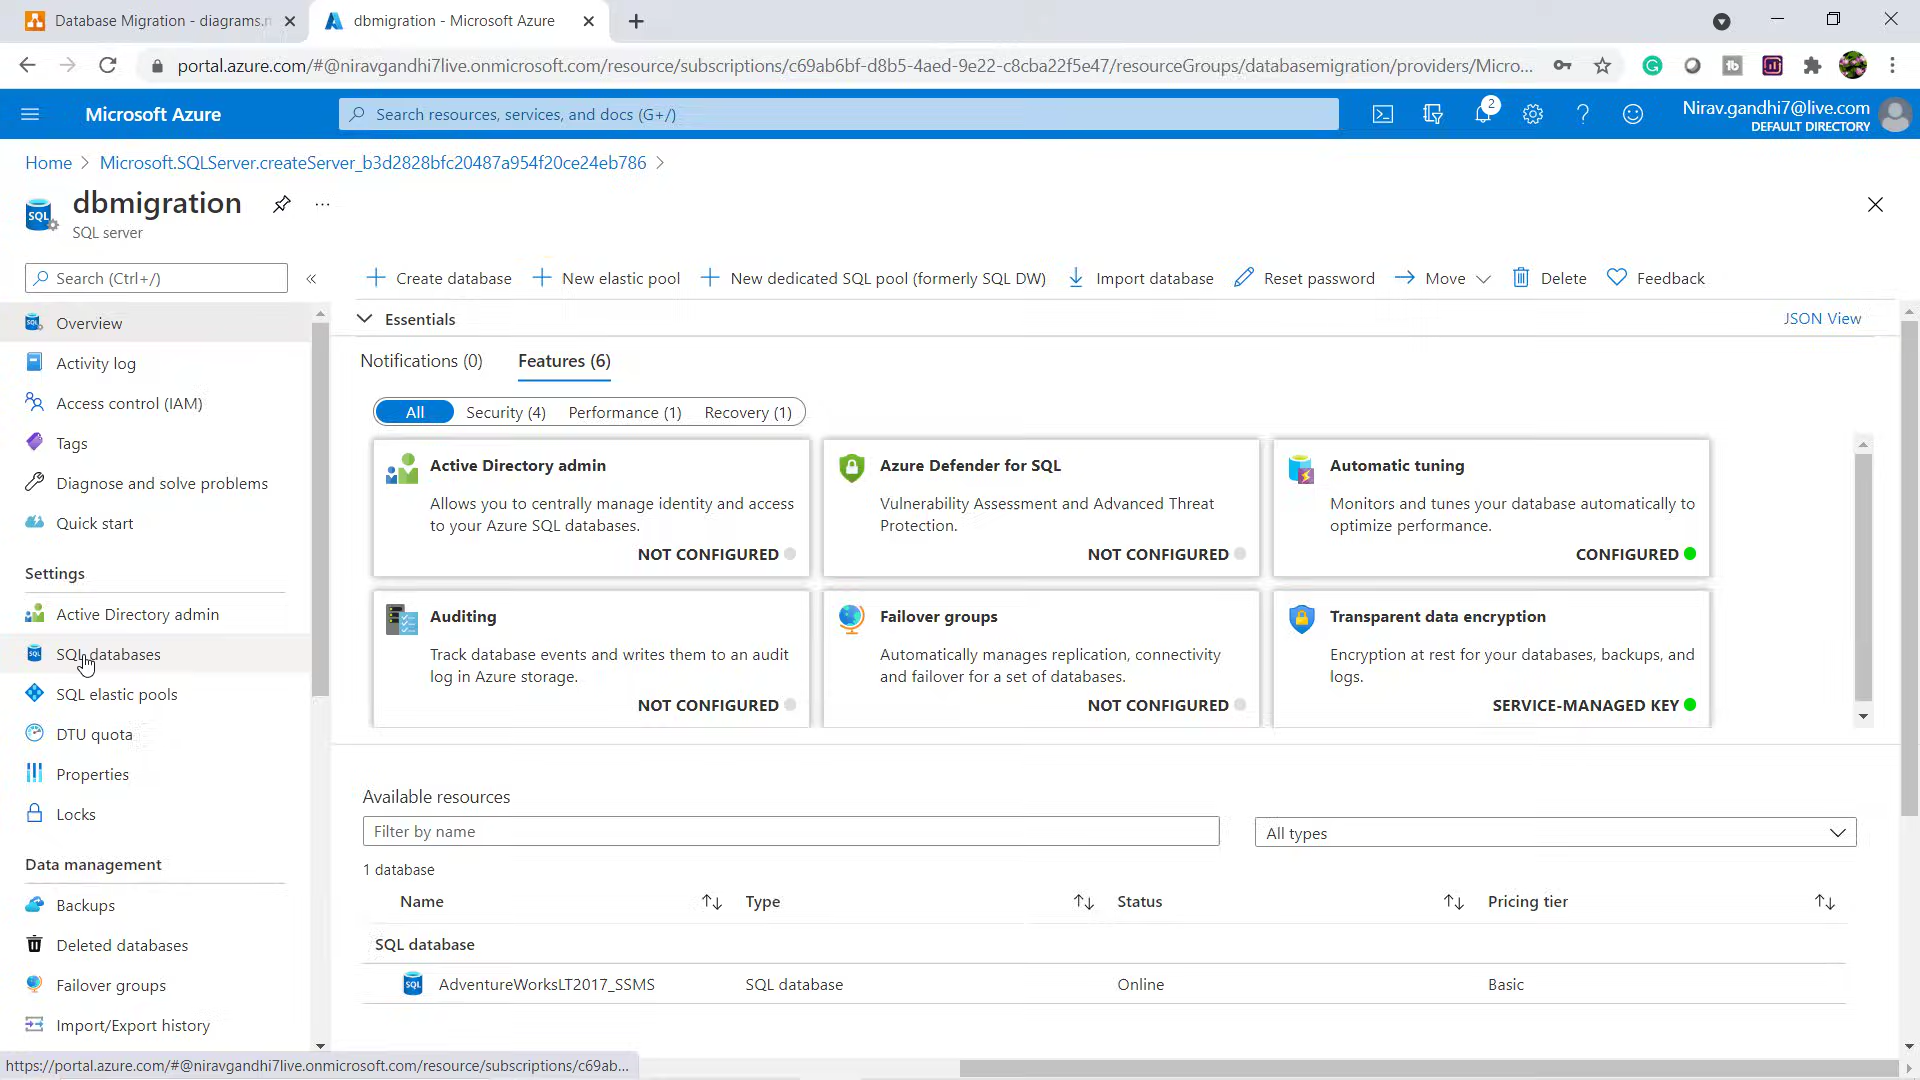 Database Migration - diagrams.n
dbmigration - Microsoft Azure
portal.azure.com/#@niravgandhi7live.onmicrosoft.com/resource/subscriptions/c69ab6bf-d8b5-4aed-9e22-c8cba22f5e47/resourceGroups/databasemigration/providers/Micro...
Microsoft Azure
Search resources, services, and docs (G+/)
2
Nirav.gandhi7@live.com
DEFAULT DIRECTORY
Home > Microsoft.SQLServer.createServer_b3d2828bfc20487a954f20ce24eb786 >
SQL
dbmigration
...
SQL server
Search (Ctrl+/)
«
Create database
New elastic pool
New dedicated SQL pool (formerly SQL DW)
Import database
Reset password
Move
Delete
Feedback
Overview
Activity log
Access control (IAM)
Tags
Diagnose and solve problems
Quick start
Settings
Active Directory admin
SQL databases
SQL elastic pools
DTU quota
Properties
Locks
Data management
Backups
Deleted databases
Failover groups
Import/Export history
Essentials
JSON View
Notifications (0)
Features (6)
All
Security (4)
Performance (1)
Recovery (1)
Active Directory admin
Allows you to centrally manage identity and access
to your Azure SQL databases.
NOT CONFIGURED
Azure Defender for SQL
Vulnerability Assessment and Advanced Threat
Protection.
NOT CONFIGURED
Automatic tuning
Monitors and tunes your database automatically to
optimize performance.
CONFIGURED
Auditing
Track database events and writes them to an audit
log in Azure storage.
NOT CONFIGURED
Failover groups
Automatically manages replication, connectivity
and failover for a set of databases.
NOT CONFIGURED
Transparent data encryption
Encryption at rest for your databases, backups, and
logs.
SERVICE-MANAGED KEY
Available resources
Filter by name
All types
1 database
Name
Type
Status
Pricing tier
SQL database
SQL
AdventureWorksLT2017_SSMS
SQL database
Online
Basic
https://portal.azure.com/#@niravgandhi7live.onmicrosoft.com/resource/subscriptions/c69ab...